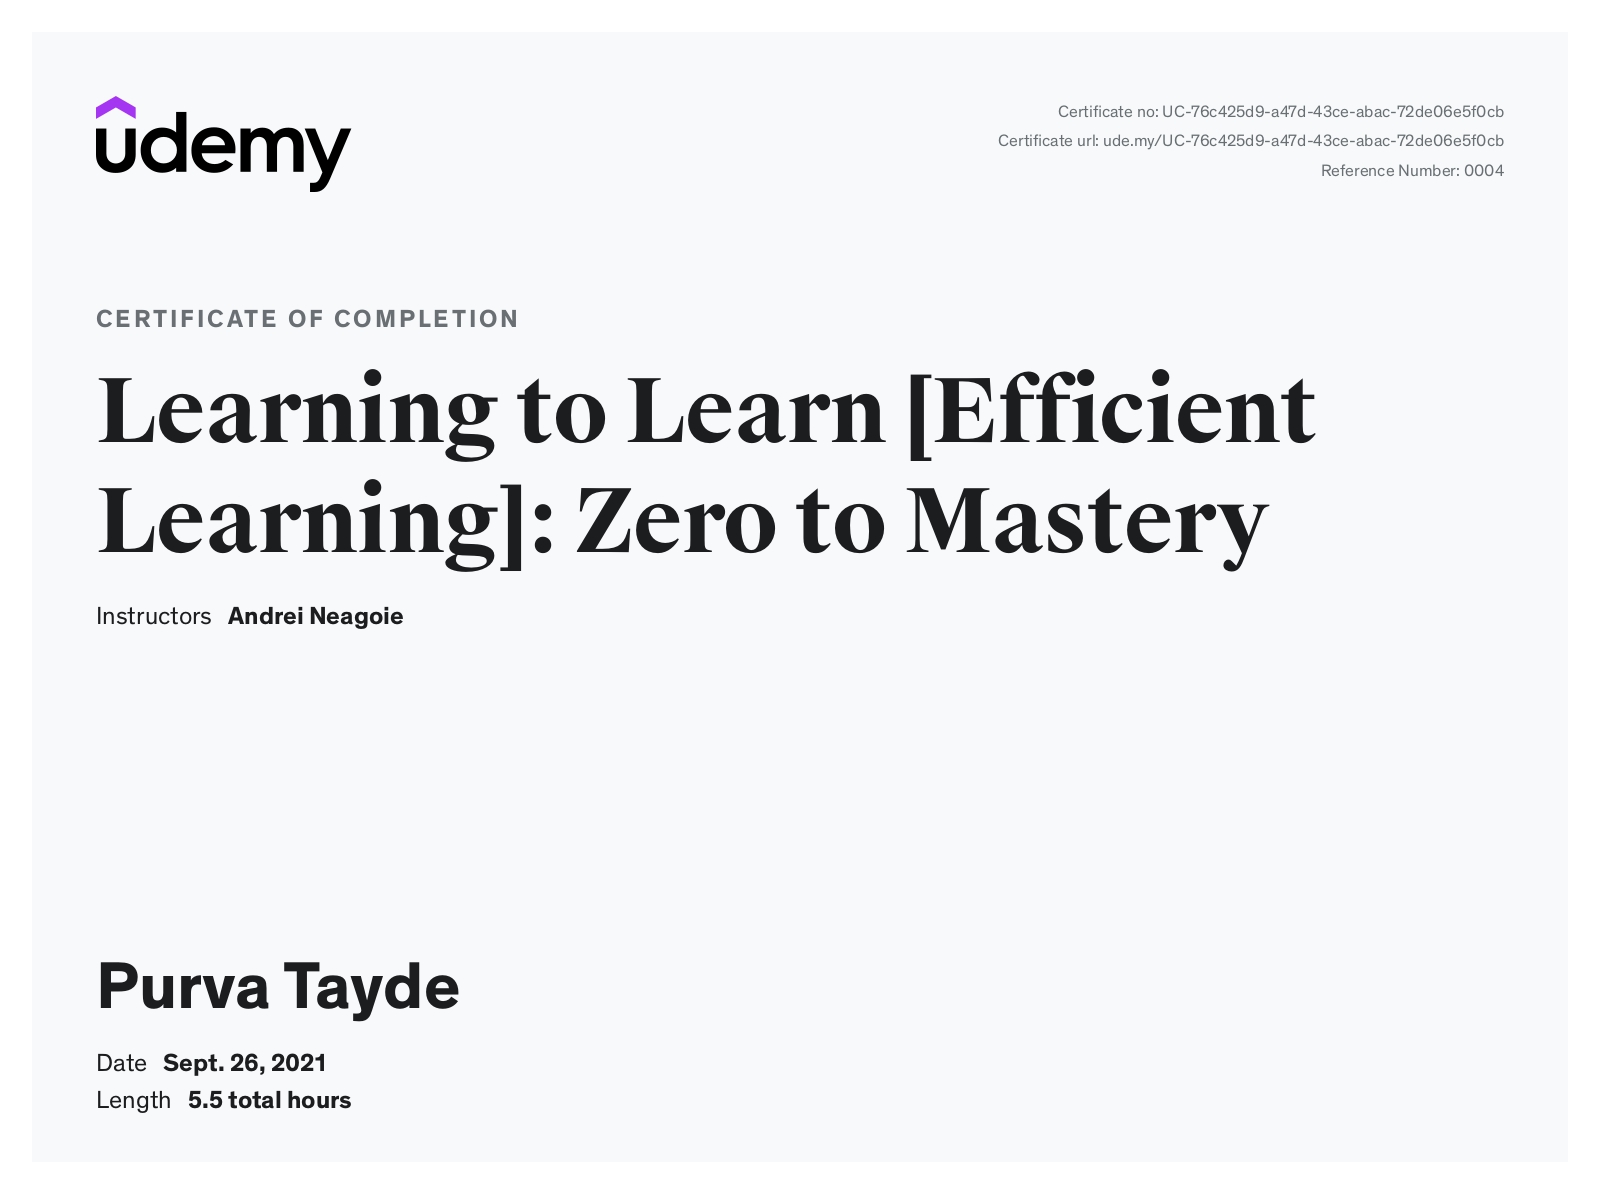 udemy
Certificate no: UC-76c425d9-a47d-43ce-abac-72de06e5f0cb
Certificate url: ude.my/UC-76c425d9-a47d-43ce-abac-72de06e5f0cb
Reference Number: 0004
CERTIFICATE OF COMPLETION
Learning to Learn [Efficient
Learning]: Zero to Mastery
Instructors Andrei Neagoie
Purva Tayde
Date Sept. 26, 2021
Length 5.5 total hours